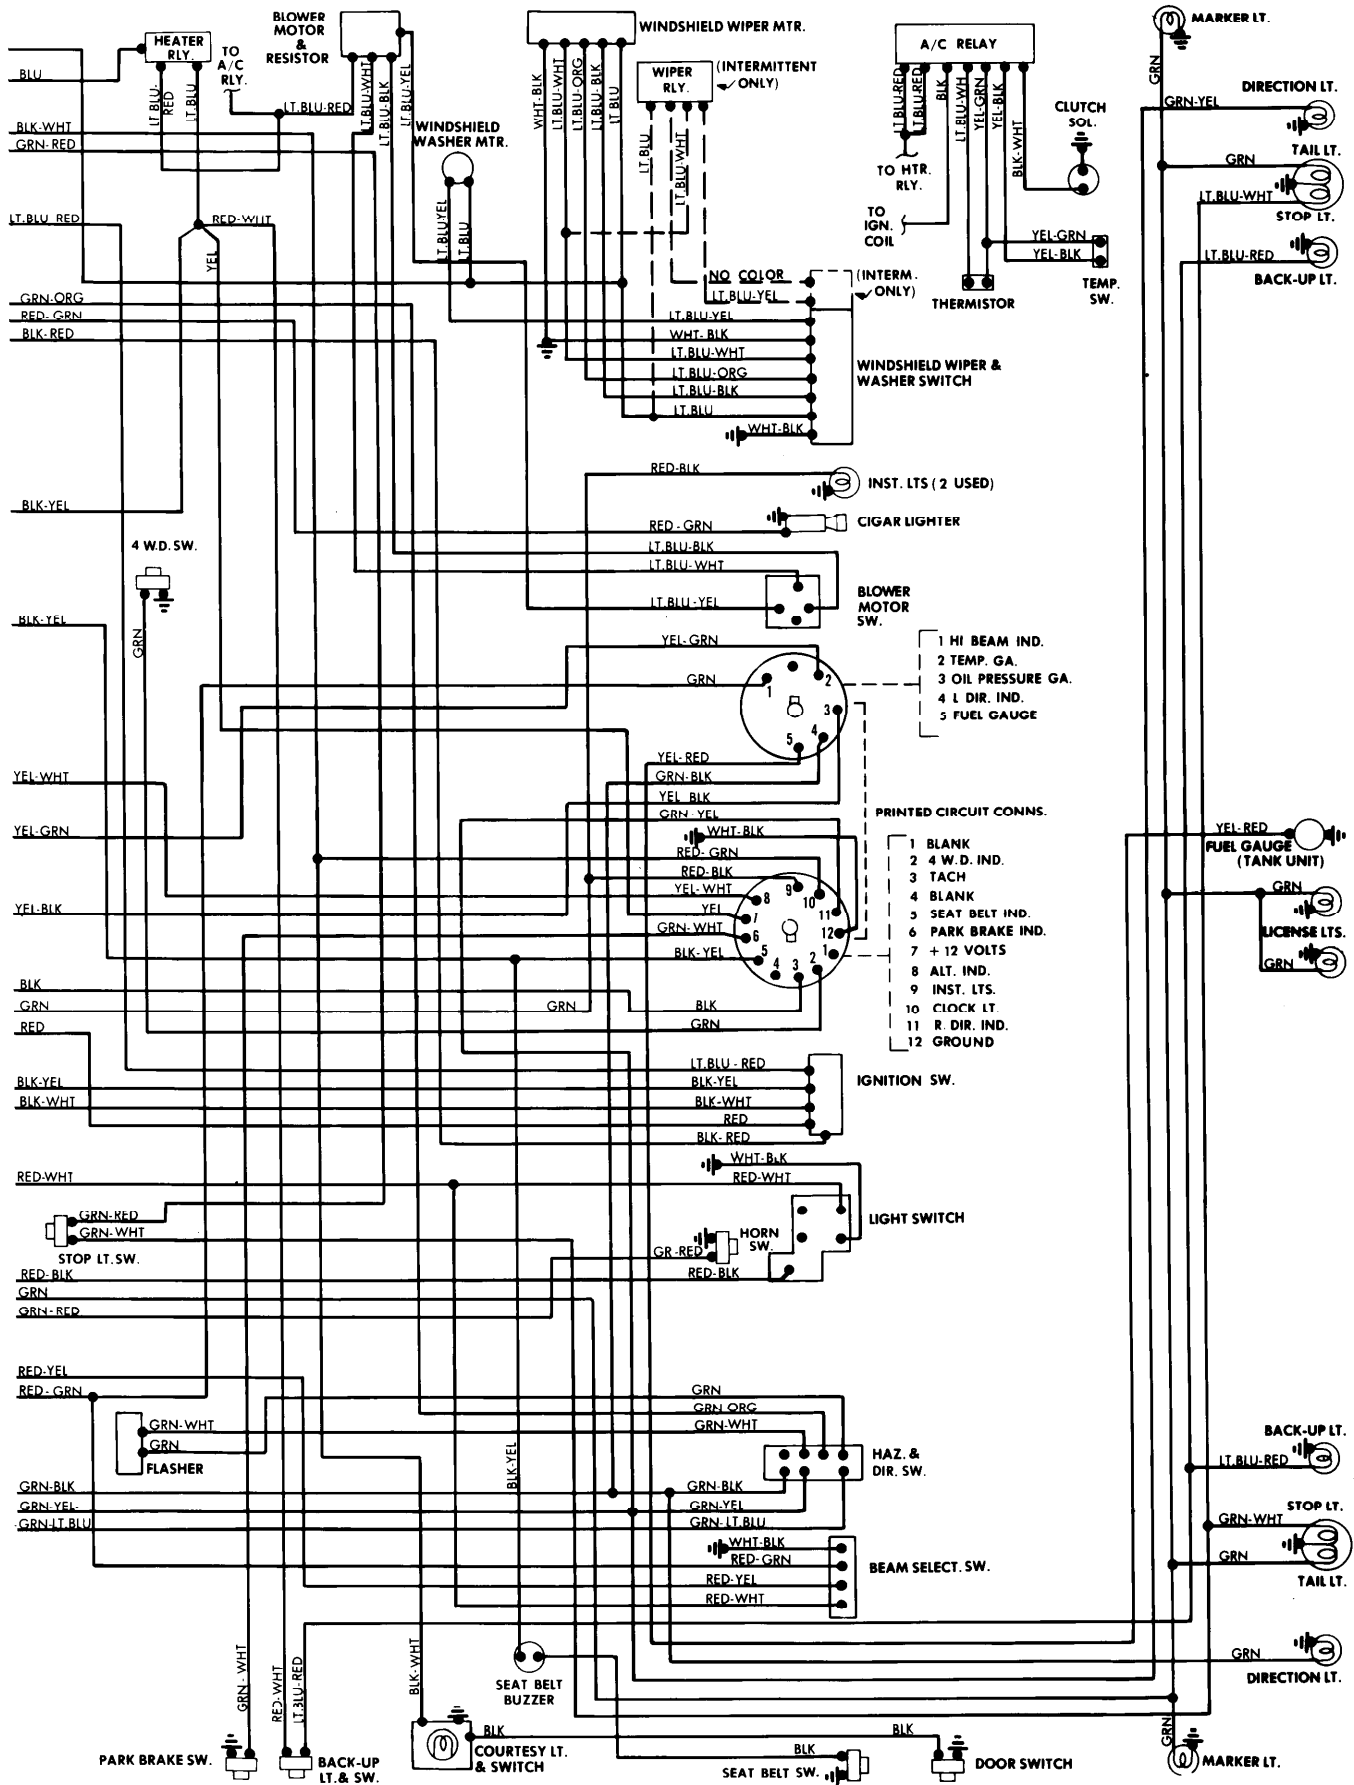 HEATER
RLY.
TO
A/C
RLY.
BLOWER
MOTOR
&
RESISTOR
WINDSHIELD WIPER MTR.
WIPER
RLY.
(INTERMITTENT
ONLY)
A/C RELAY
MARKER LT.
GRN
DIRECTION LT.
GRN-YEL
CLUTCH
SOL.
TAIL LT.
GRN
LT.BLU-WHT
STOP LT.
LT.BLU-RED
BACK-UP LT.
BLU
LT BLU-
RED
LT.BLU
LT.BLU-RED
LT.BLU-WHT
LT.BLU-BLK
LT.BLU-YEL
WHT-BLK
LT.BLU-WHT
LT.BLU-ORG
LT.BLU-BLK
LT BLU
LT.BLU
LT.BLU-WHT
LT.BLU-RED
LT.BLU-RED
BLK
LT.BLU-WH
YEL-GRN
YEL-BLK
BLK-WHT
WINDSHIELD
WASHER MTR.
LT.BLU-YEL
LT.BLU
TO HTR.
RLY.
TO
IGN.
COIL
YEL-GRN
YEL-BLK
THERMISTOR
TEMP.
SW.
BLK-WHT
GRN-RED
LT.BLU RED
RED-WHT
YEL
GRN-ORG
RED-GRN
BLK-RED
NO COLOR
LT.BLU-YEL
(INTERM.
ONLY)
LT.BLU-YEL
WHT-BLK
LT.BLU-WHT
LT.BLU-ORG
LT.BLU-BLK
LT.BLU
WHT-BLK
WINDSHIELD WIPER &
WASHER SWITCH
BLK-YEL
RED-BLK
INST. LTS (2 USED)
RED-GRN
CIGAR LIGHTER
4 W.D. SW.
GRN
LT.BLU-BLK
LT.BLU-WHT
LT.BLU-YEL
BLOWER
MOTOR
SW.
BLK-YEL
YEL-GRN
GRN
1
2
3
4
5
1 HI BEAM IND.
2 TEMP. GA.
3 OIL PRESSURE GA.
4 L DIR. IND.
5 FUEL GAUGE
YEL-WHT
YEL-GRN
YEL-BLK
YEL-RED
GRN-BLK
YEL BLK
GRN-YEL
WHT-BLK
RED-GRN
RED-BLK
YEL-WHT
YEL
GRN-WHT
BLK-YEL
PRINTED CIRCUIT CONNS.
8
9
10
11
7
12
6
5
4
3
2
1
1 BLANK
2 4 W.D. IND.
3 TACH
4 BLANK
5 SEAT BELT IND.
6 PARK BRAKE IND.
7 + 12 VOLTS
8 ALT. IND.
9 INST. LTS.
10 CLOCK LT.
11 R. DIR. IND.
12 GROUND
YEL-RED
FUEL GAUGE
(TANK UNIT)
GRN
LICENSE LTS.
GRN
BLK
GRN
GRN
BLK
RED
GRN
LT.BLU-RED
BLK-YEL
BLK-WHT
RED
BLK-RED
IGNITION SW.
BLK-YEL
BLK-WHT
RED-WHT
WHT-BLK
RED-WHT
LIGHT SWITCH
GRN-RED
GRN-WHT
STOP LT.SW.
HORN
SW.
GR-RED
RED-BLK
RED-BLK
GRN
GRN-RED
RED-YEL
RED-GRN
GRN-WHT
GRN
FLASHER
GRN
GRN ORG
GRN-WHT
HAZ. &
DIR. SW.
BLK-YEL
GRN-BLK
GRN-YEL
GRN-LT.BLU
GRN-BLK
GRN-YEL
GRN-LT.BLU
BACK-UP LT.
LT.BLU-RED
STOP LT.
GRN-WHT
GRN
TAIL LT.
WHT-BLK
RED-GRN
RED-YEL
RED-WHT
BEAM SELECT. SW.
GRN-WHT
RED-WHT
LT.BLU-RED
BLK-WHT
SEAT BELT
BUZZER
GRN
DIRECTION LT.
PARK BRAKE SW.
BACK-UP
LT.& SW.
BLK
COURTESY LT.
& SWITCH
BLK
SEAT BELT SW.
BLK
DOOR SWITCH
GRN
MARKER LT.